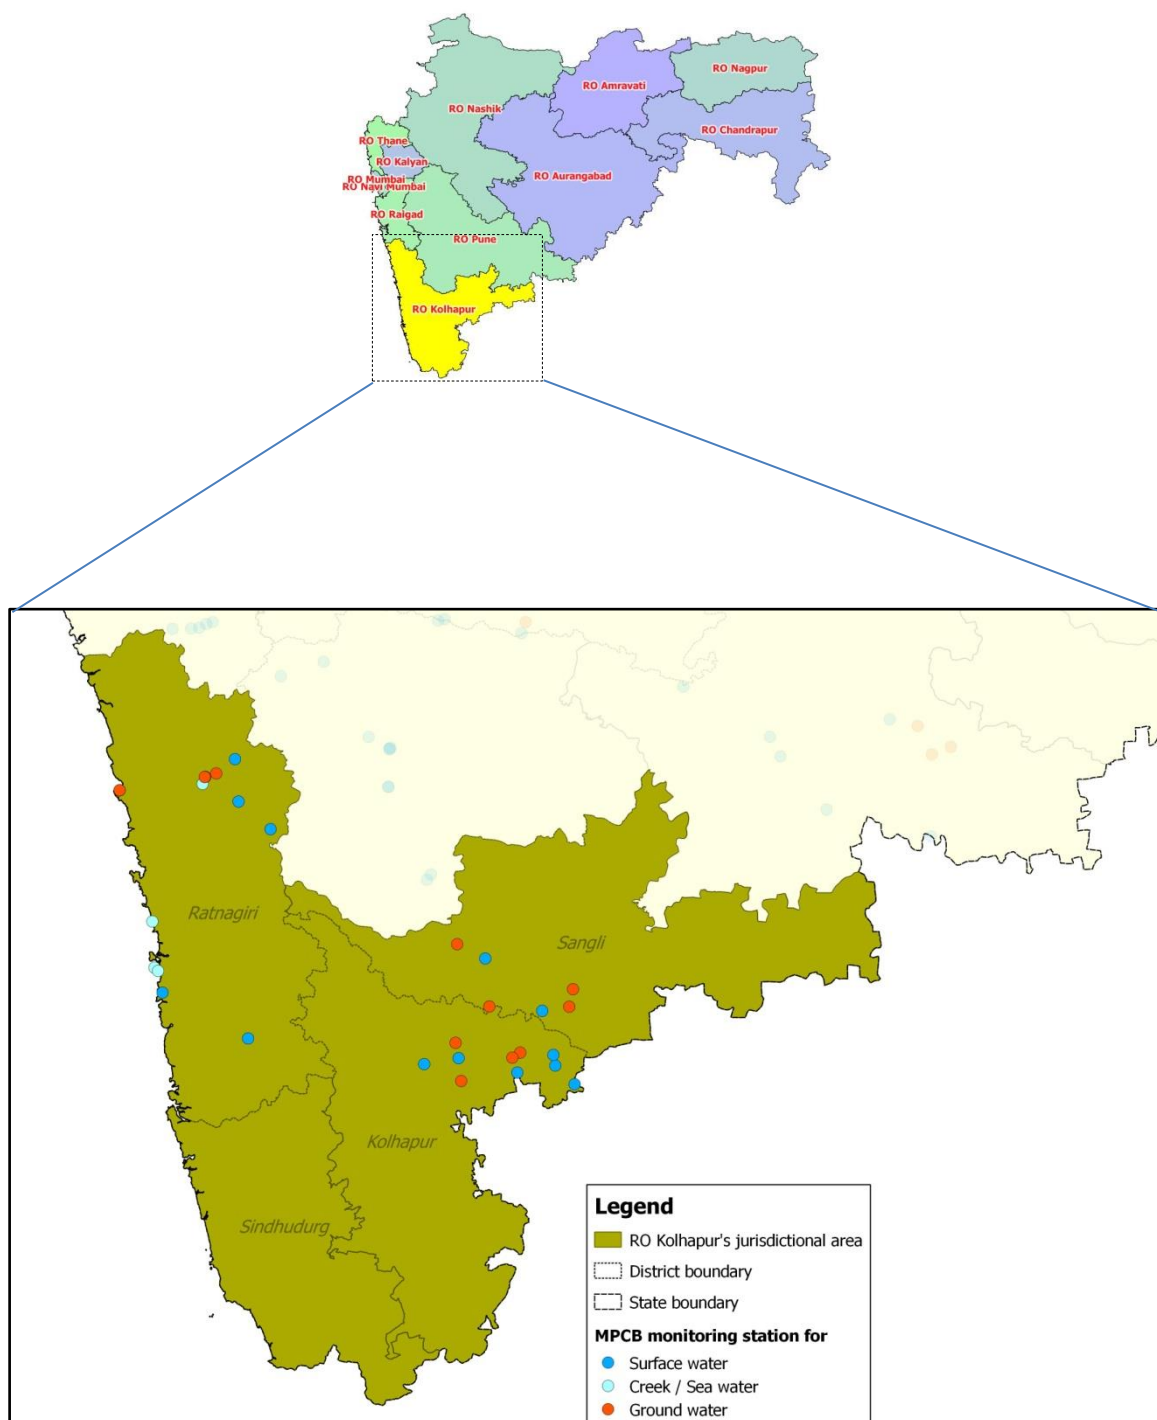 RO Nagpur
RO Amravati
RO Nashik
RO Chandrapur
RO Thane
RO Kalyan
RO Aurangabad
RO Mumbai
RO Navi Mumbai
RO Raigad
RO Pune
RO Kolhapur
Ratnagiri
Sangli
Kolhapur
Sindhudurg
Legend
RO Kolhapur's jurisdictional area
District boundary
State boundary
MPCB monitoring station for
Surface water
Creek / Sea water
Ground water